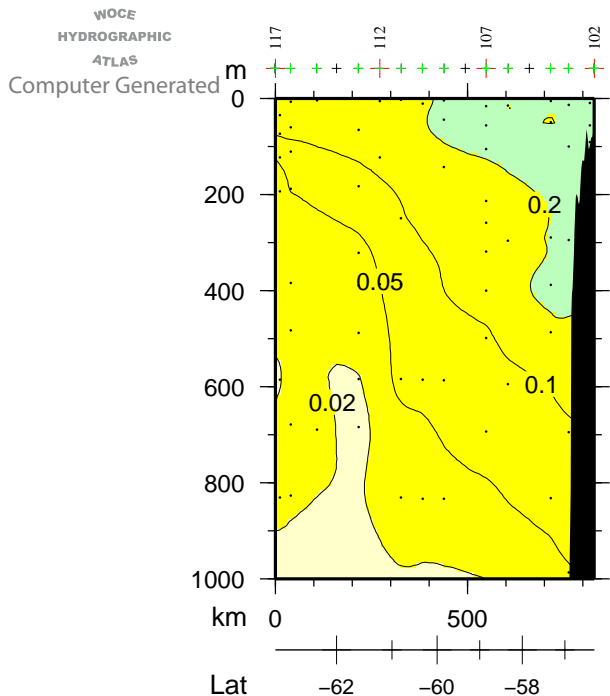 WOCE
HYDROGRAPHIC
ATLAS
Computer Generated
117 112 107 102
m
0
200
400
600
800
1000
0.2
0.05
0.1
0.02
km 0 500
Lat −62 −60 −58